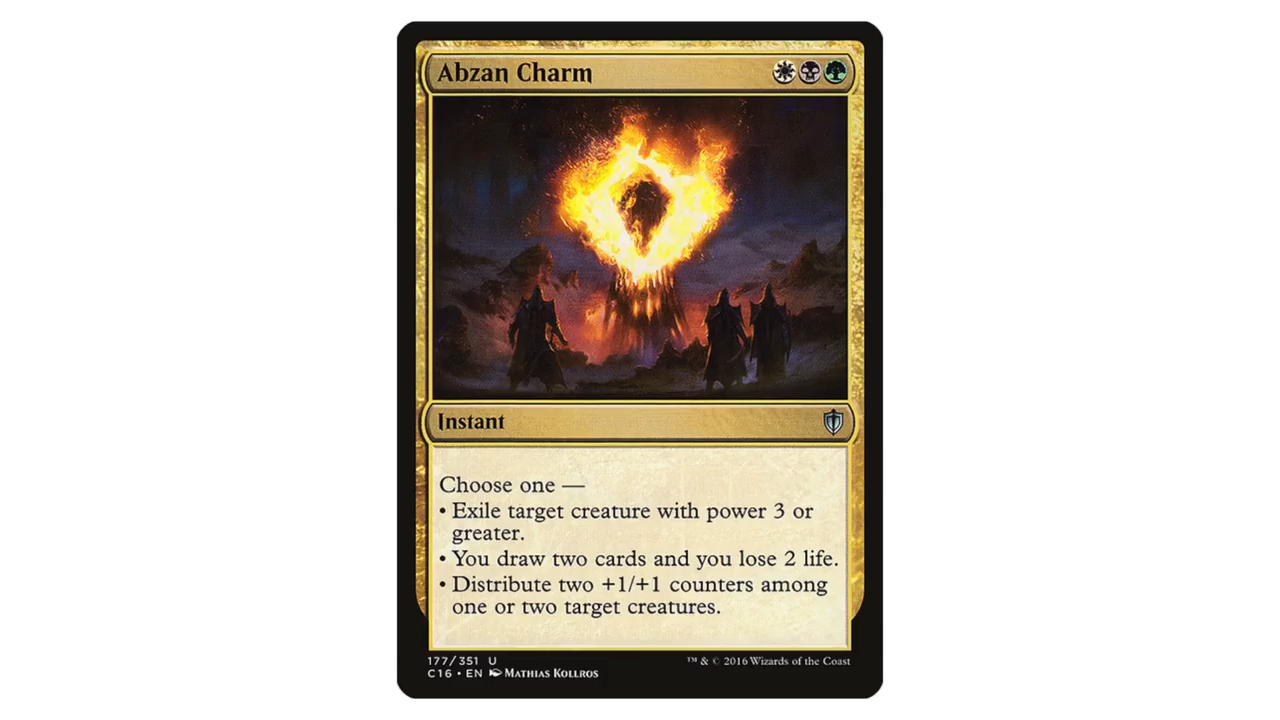 Abzan Charm
Instant
Choose one —
• Exile target creature with power 3 or
greater.
• You draw two cards and you lose 2 life.
• Distribute two +1/+1 counters among
one or two target creatures.
177/351 U
™ & © 2016 Wizards of the Coast
C16 • EN MATHIAS KOLLROS